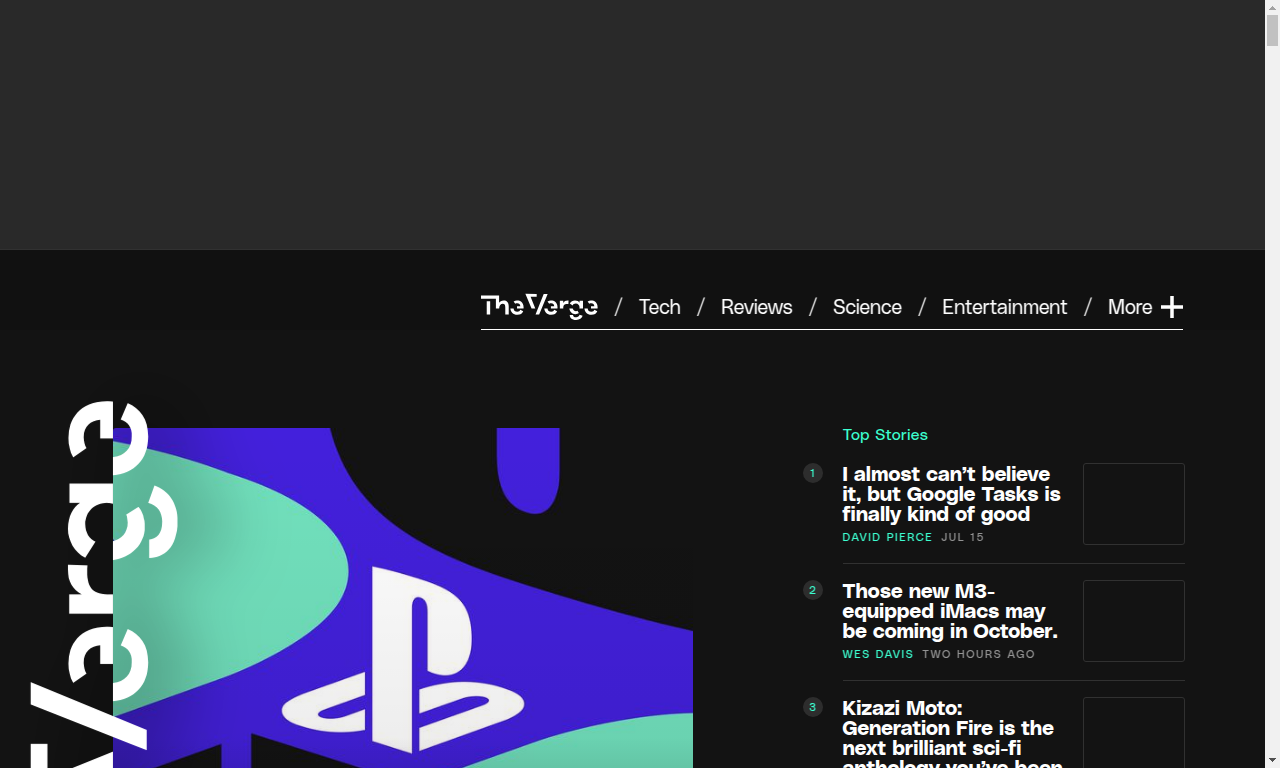 The Verge / Tech / Reviews / Science / Entertainment / More
Verge
Top Stories
1
I almost can’t believe
it, but Google Tasks is
finally kind of good
DAVID PIERCE JUL 15
2
Those new M3-
equipped iMacs may
be coming in October.
WES DAVIS TWO HOURS AGO
3
Kizazi Moto:
Generation Fire is the
next brilliant sci-fi
anthology you’ve been